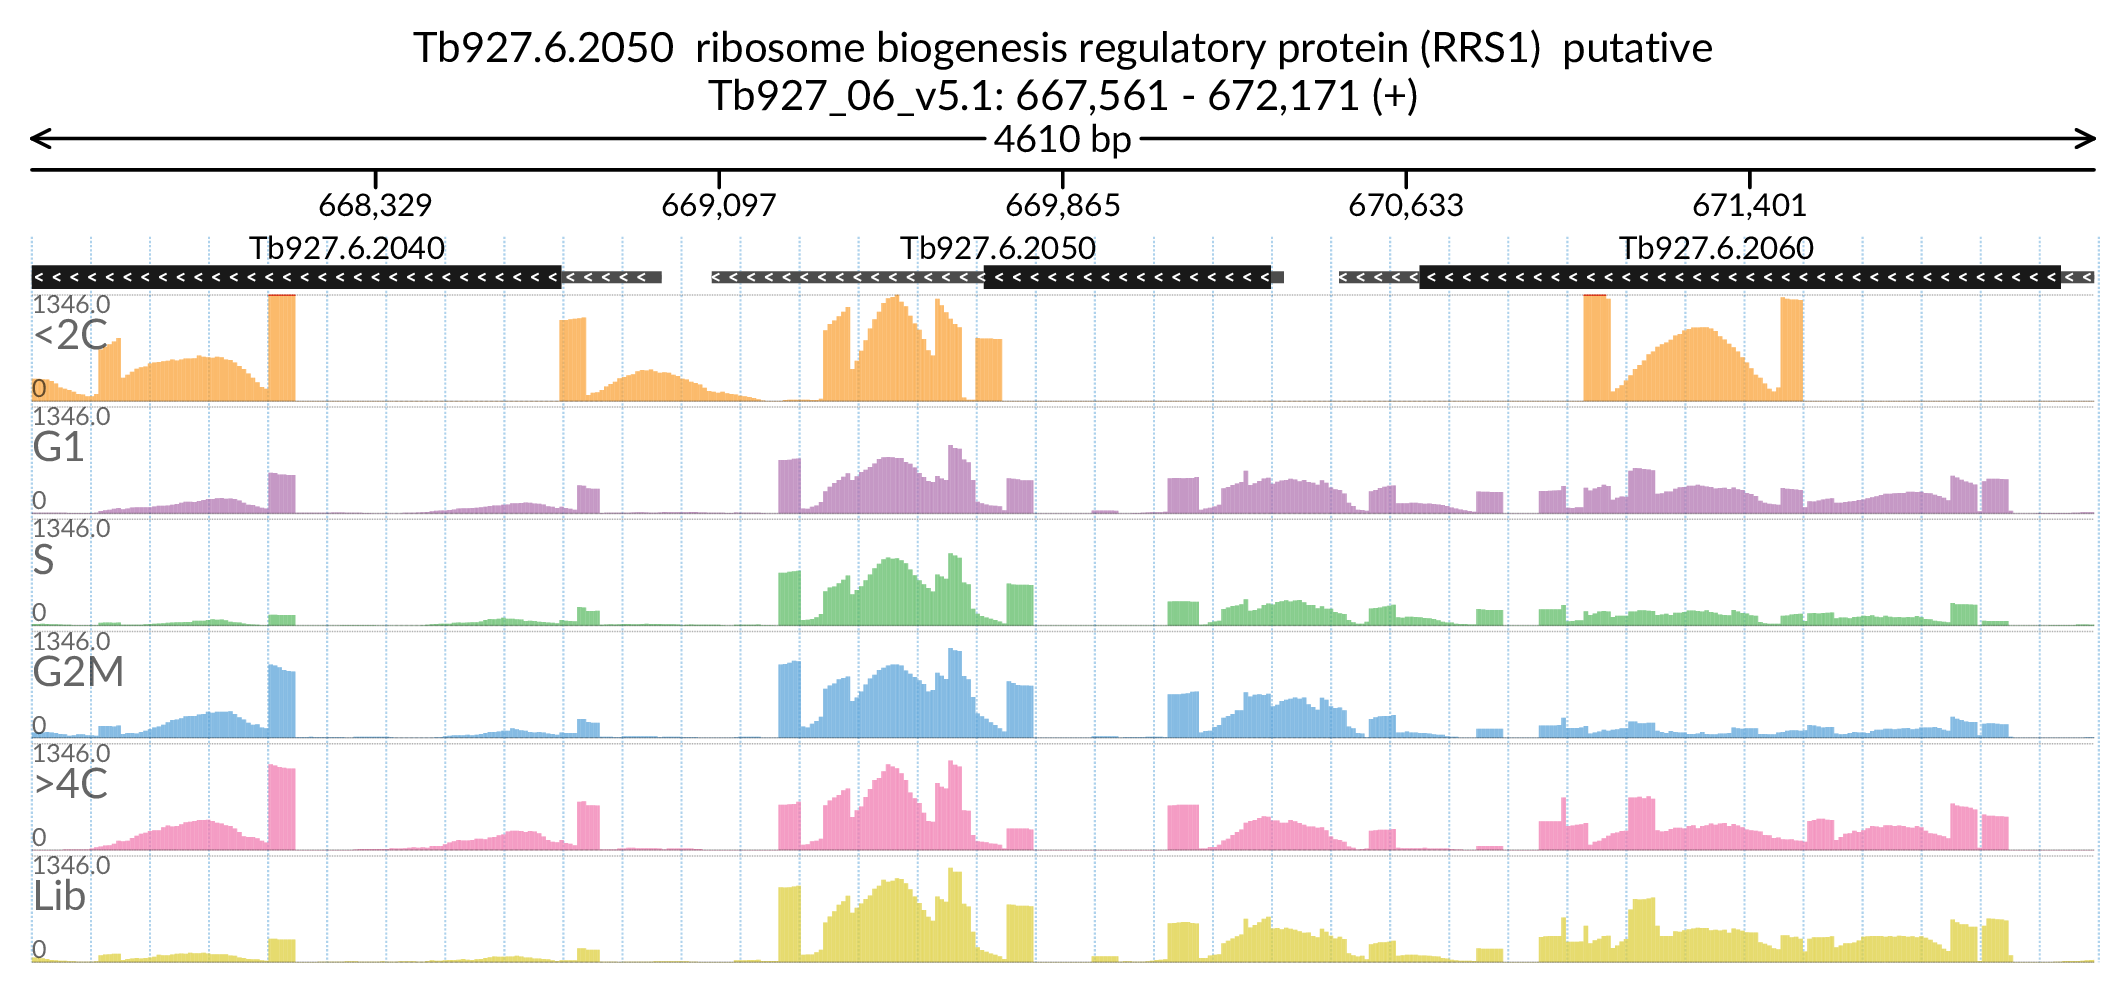 Tb927.6.2050 ribosome biogenesis regulatory protein (RRS1) putative
Tb927_06_v5.1: 667,561 - 672,171 (+)
4610 bp
668,329 669,097 669,865 670,633 671,401
Tb927.6.2040 Tb927.6.2050 Tb927.6.2060
1346.0
<2C
0
1346.0
G1
0
1346.0
S
0
1346.0
G2M
0
1346.0
>4C
0
1346.0
Lib
0